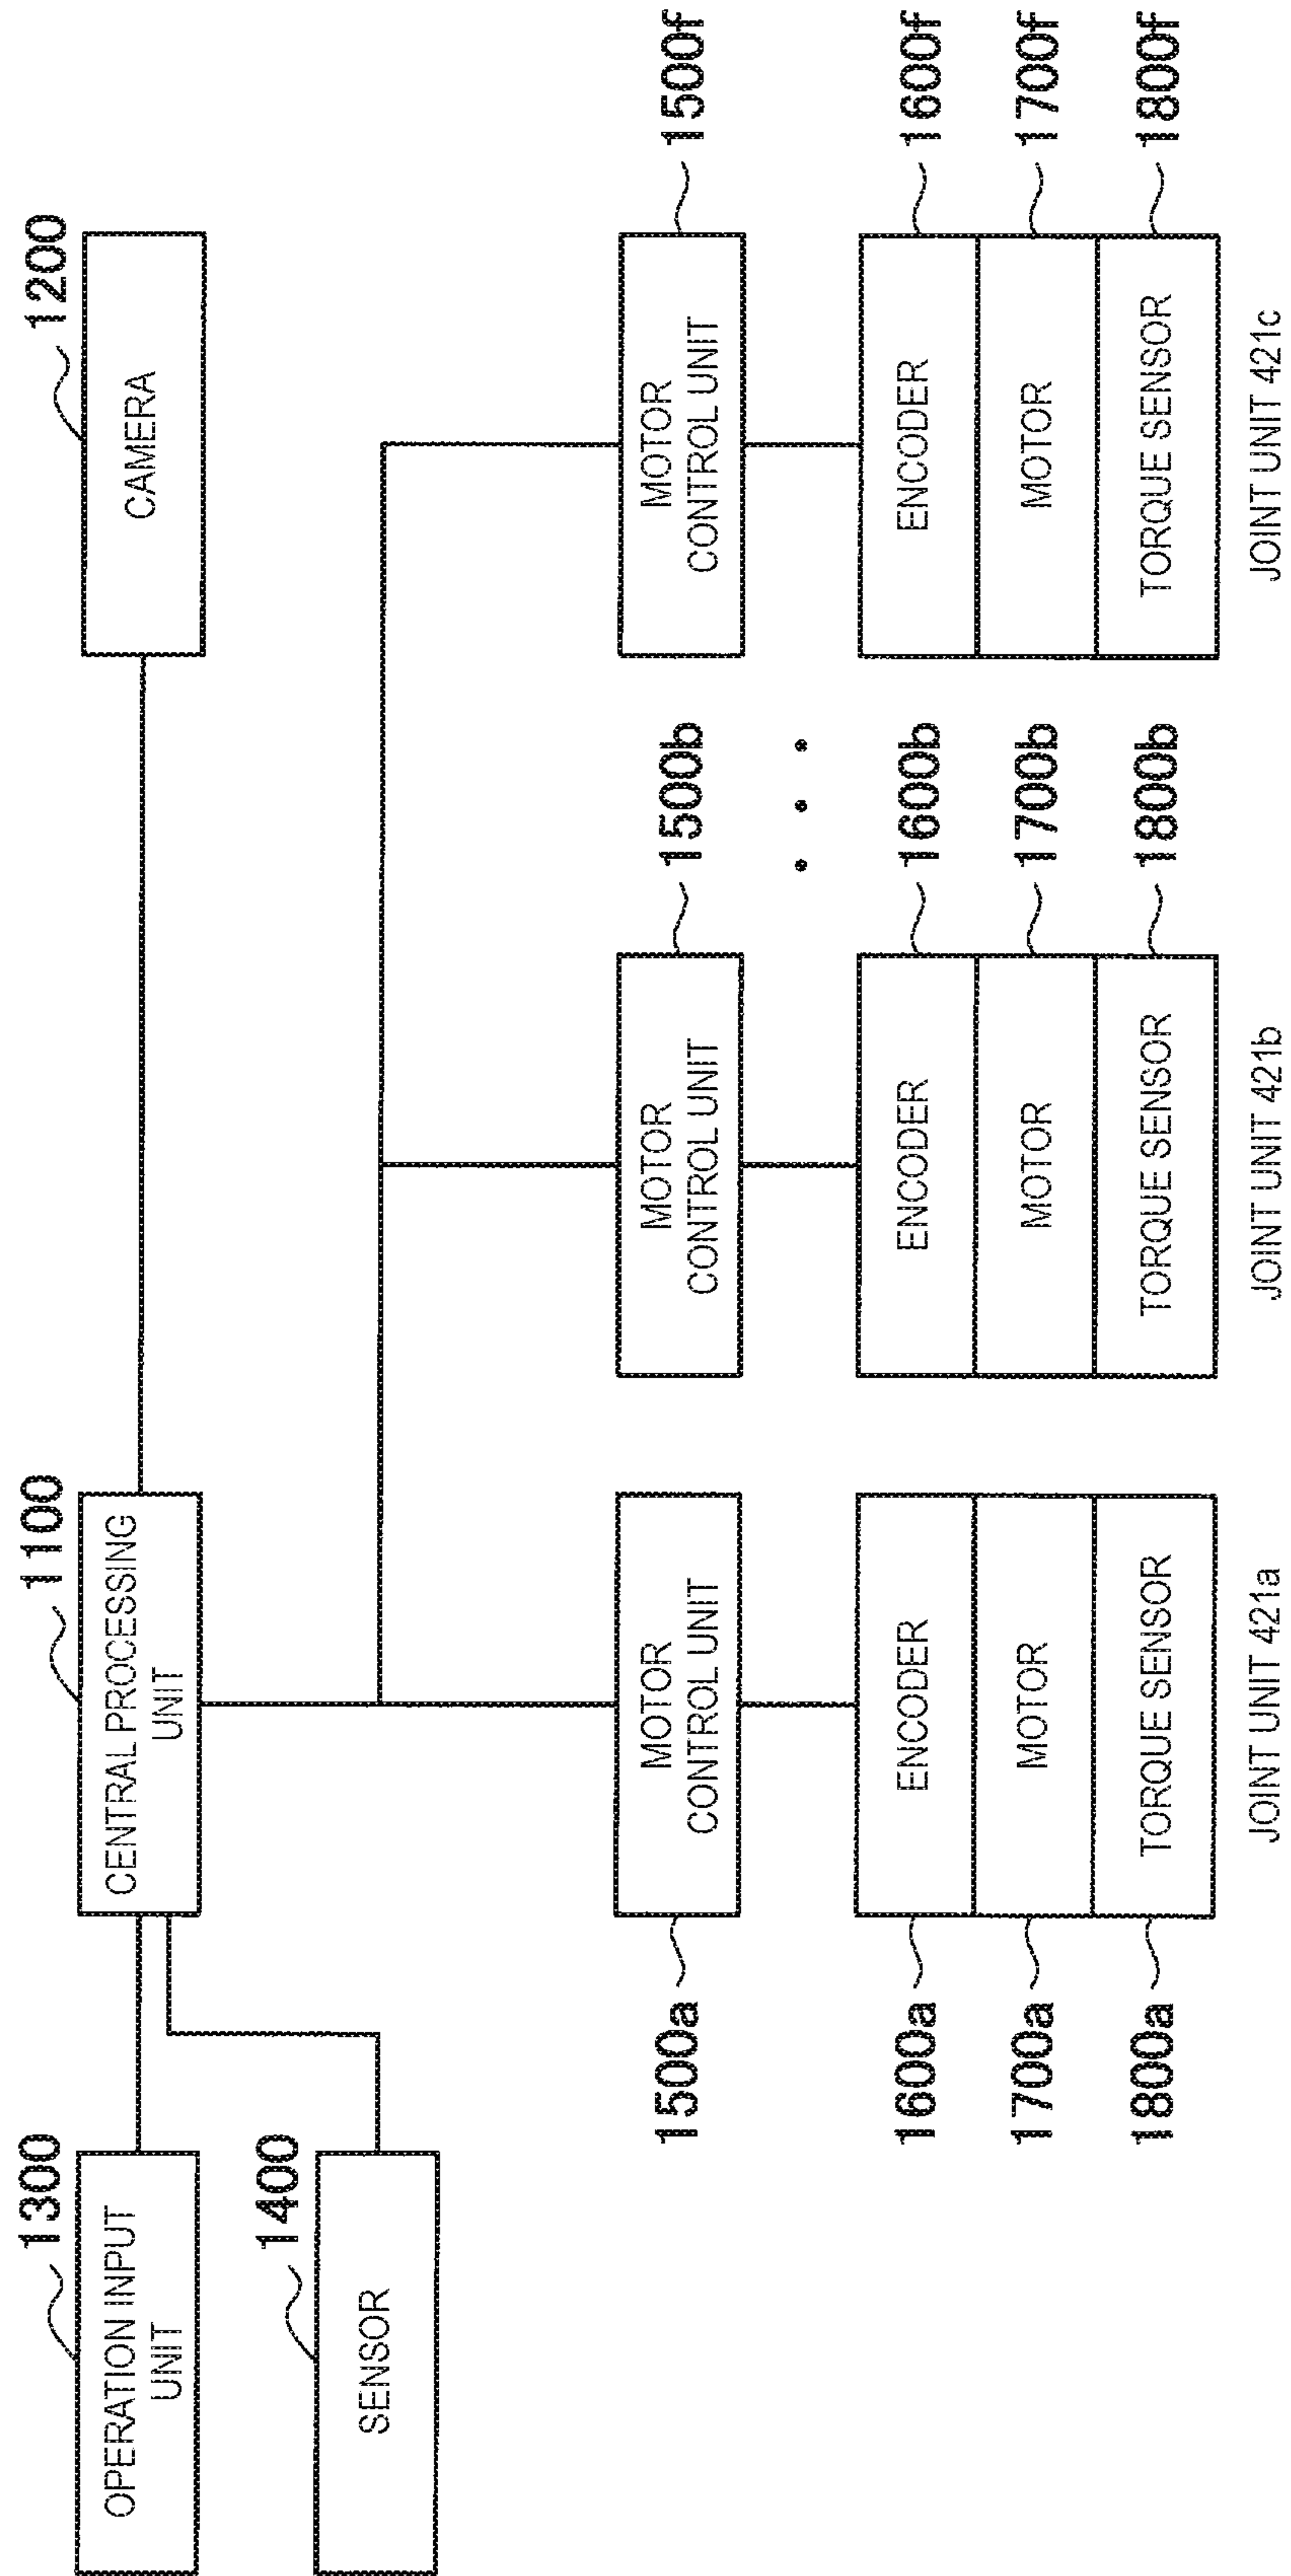 1300
OPERATION INPUT
UNIT
1100
CENTRAL PROCESSING
UNIT
1200
CAMERA
1400
SENSOR
1500a
MOTOR
CONTROL UNIT
MOTOR
CONTROL UNIT
1500b
MOTOR
CONTROL UNIT
1500f
1600a
ENCODER
1700a
MOTOR
1800a
TORQUE SENSOR
JOINT UNIT 421a
ENCODER
1600b
MOTOR
1700b
TORQUE SENSOR
1800b
JOINT UNIT 421b
ENCODER
1600f
MOTOR
1700f
TORQUE SENSOR
1800f
JOINT UNIT 421c